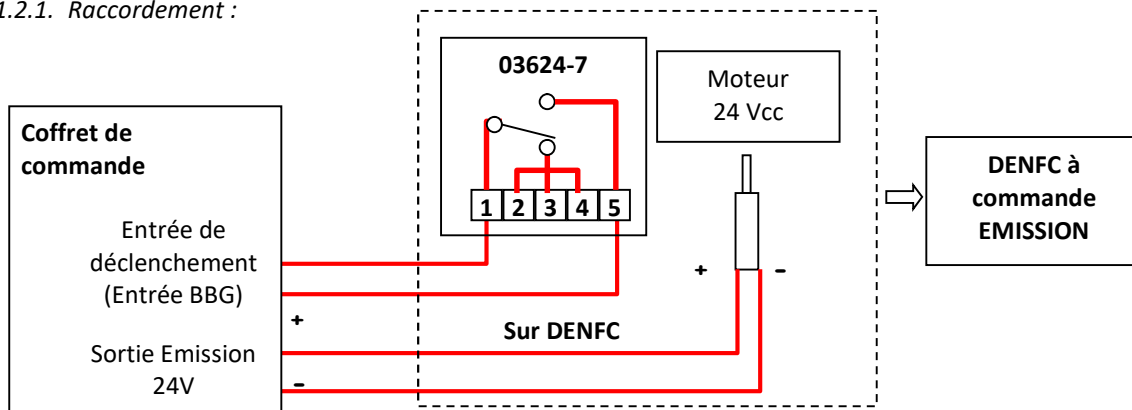 1.2.1. Raccordement :
03624-7
1 2 3 4 5
Moteur
24 Vcc
Coffret de
commande
Entrée de
déclenchement
(Entrée BBG)
+
Sortie Emission
24V
-
+ -
Sur DENFC
DENFC à
commande
EMISSION